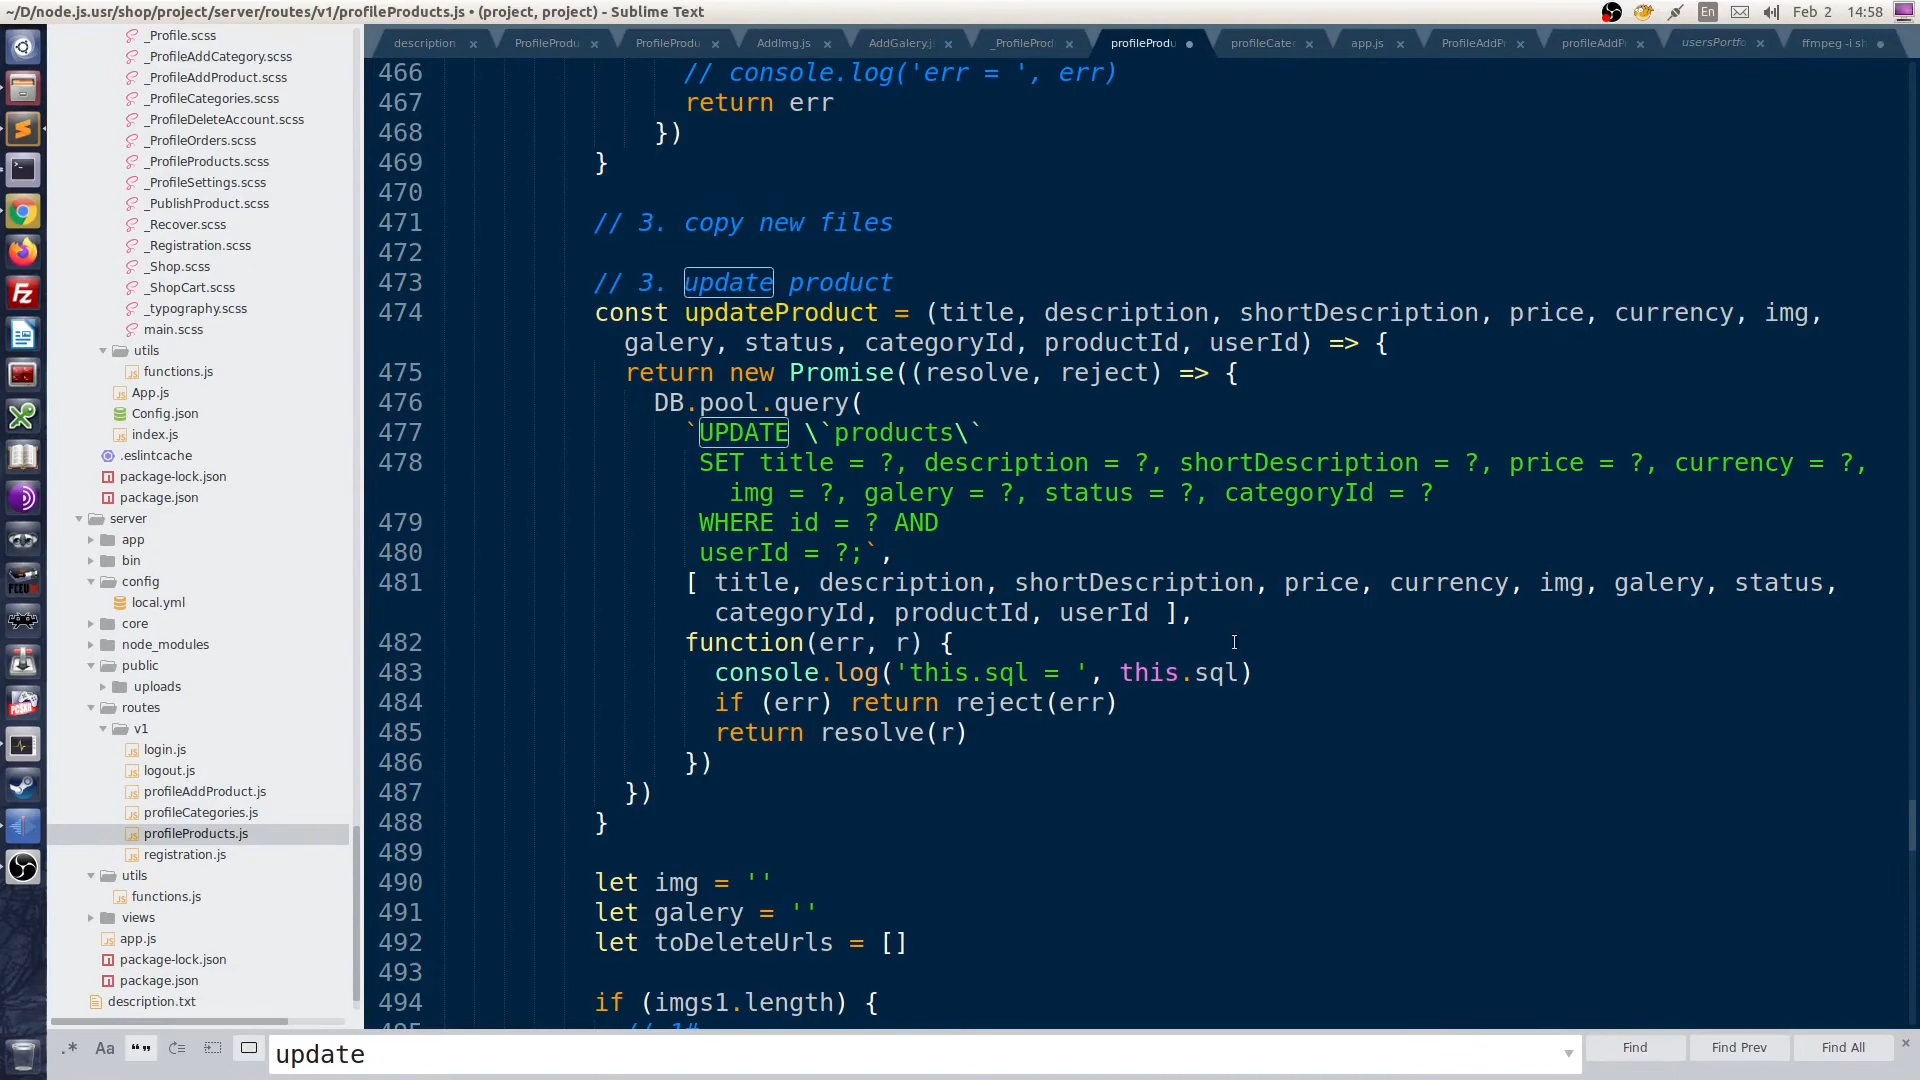 ~/D/node.js.usr/shop/project/server/routes/v1/profileProducts.js • (project, project) - Sublime Text
En
Feb 2
14:58
description
ProfileProdu
ProfileProdu
AddImg.js
AddGalery.j
_ProfileProd
profileProdu
profileCate
app.js
ProfileAddP
profileAddP
usersPortfo
ffmpeg -i sh
_Profile.scss
_ProfileAddCategory.scss
_ProfileAddProduct.scss
_ProfileCategories.scss
_ProfileDeleteAccount.scss
_ProfileOrders.scss
_ProfileProducts.scss
_ProfileSettings.scss
_PublishProduct.scss
_Recover.scss
_Registration.scss
_Shop.scss
_ShopCart.scss
_typography.scss
main.scss
utils
functions.js
App.js
Config.json
index.js
.eslintcache
package-lock.json
package.json
server
app
bin
config
local.yml
core
node_modules
public
uploads
routes
v1
login.js
logout.js
profileAddProduct.js
profileCategories.js
profileProducts.js
registration.js
utils
functions.js
views
app.js
package-lock.json
package.json
description.txt
466 // console.log('err = ', err)
467 return err
468 })
469 }
470
471 // 3. copy new files
472
473 // 3. update product
474 const updateProduct = (title, description, shortDescription, price, currency, img,
galery, status, categoryId, productId, userId) => {
475 return new Promise((resolve, reject) => {
476 DB.pool.query(
477 `UPDATE \`products\`
478 SET title = ?, description = ?, shortDescription = ?, price = ?, currency = ?,
img = ?, galery = ?, status = ?, categoryId = ?
479 WHERE id = ? AND
480 userId = ?;`,
481 [ title, description, shortDescription, price, currency, img, galery, status,
categoryId, productId, userId ],
482 function(err, r) {
483 console.log('this.sql = ', this.sql)
484 if (err) return reject(err)
485 return resolve(r)
486 })
487 })
488 }
489
490 let img = ''
491 let galery = ''
492 let toDeleteUrls = []
493
494 if (imgs1.length) {
.*
Aa
update
Find
Find Prev
Find All